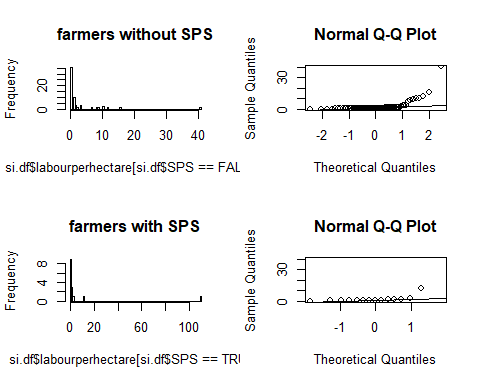 farmers without SPS
Frequency
0 20
0 10 20 30 40
si.df$labourperhectare[si.df$SPS == FAL
Normal Q-Q Plot
Sample Quantiles
0 40
-2 -1 0 1 2
Theoretical Quantiles
farmers with SPS
Frequency
0 4 8
0 20 60 100
si.df$labourperhectare[si.df$SPS == TRU
Normal Q-Q Plot
Sample Quantiles
0 40
-1 0 1
Theoretical Quantiles